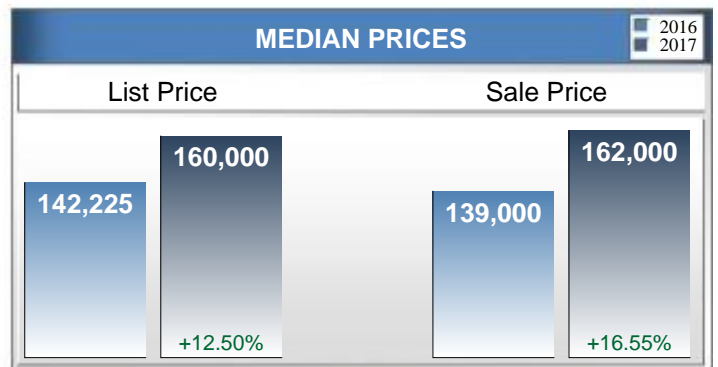 MEDIAN PRICES
2016
2017
List Price
Sale Price
142,225
160,000
+12.50%
139,000
162,000
+16.55%